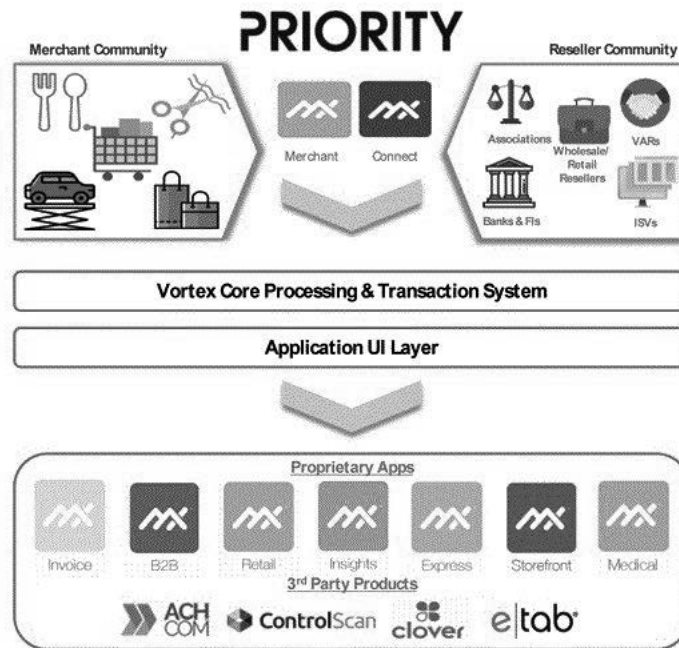 PRIORITY
Merchant Community
Reseller Community
Merchant
Connect
Associations
Wholesale/
Retail
Resellers
VARs
Banks & FIs
ISVs
Vortex Core Processing & Transaction System
Application UI Layer
Proprietary Apps
Invoice
B2B
Retail
Insights
Express
Storefront
Medical
3rd Party Products
ACH
COM
ControlScan
clover
e|tab®